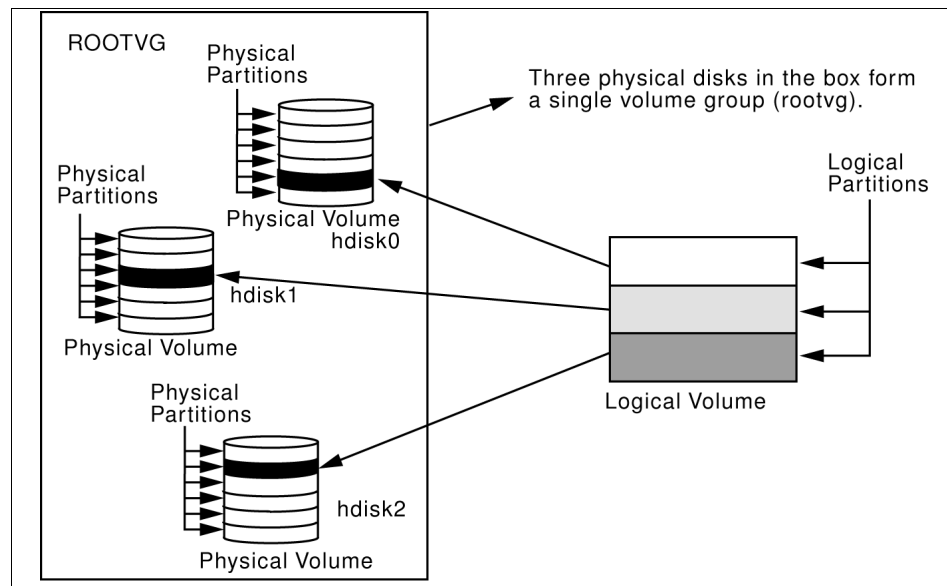 ROOTVG
Physical
Partitions
Three physical disks in the box form
a single volume group (rootvg).
Physical
Partitions
Logical
Partitions
Physical Volume
hdisk0
hdisk1
Physical Volume
Physical
Partitions
Logical Volume
hdisk2
Physical Volume